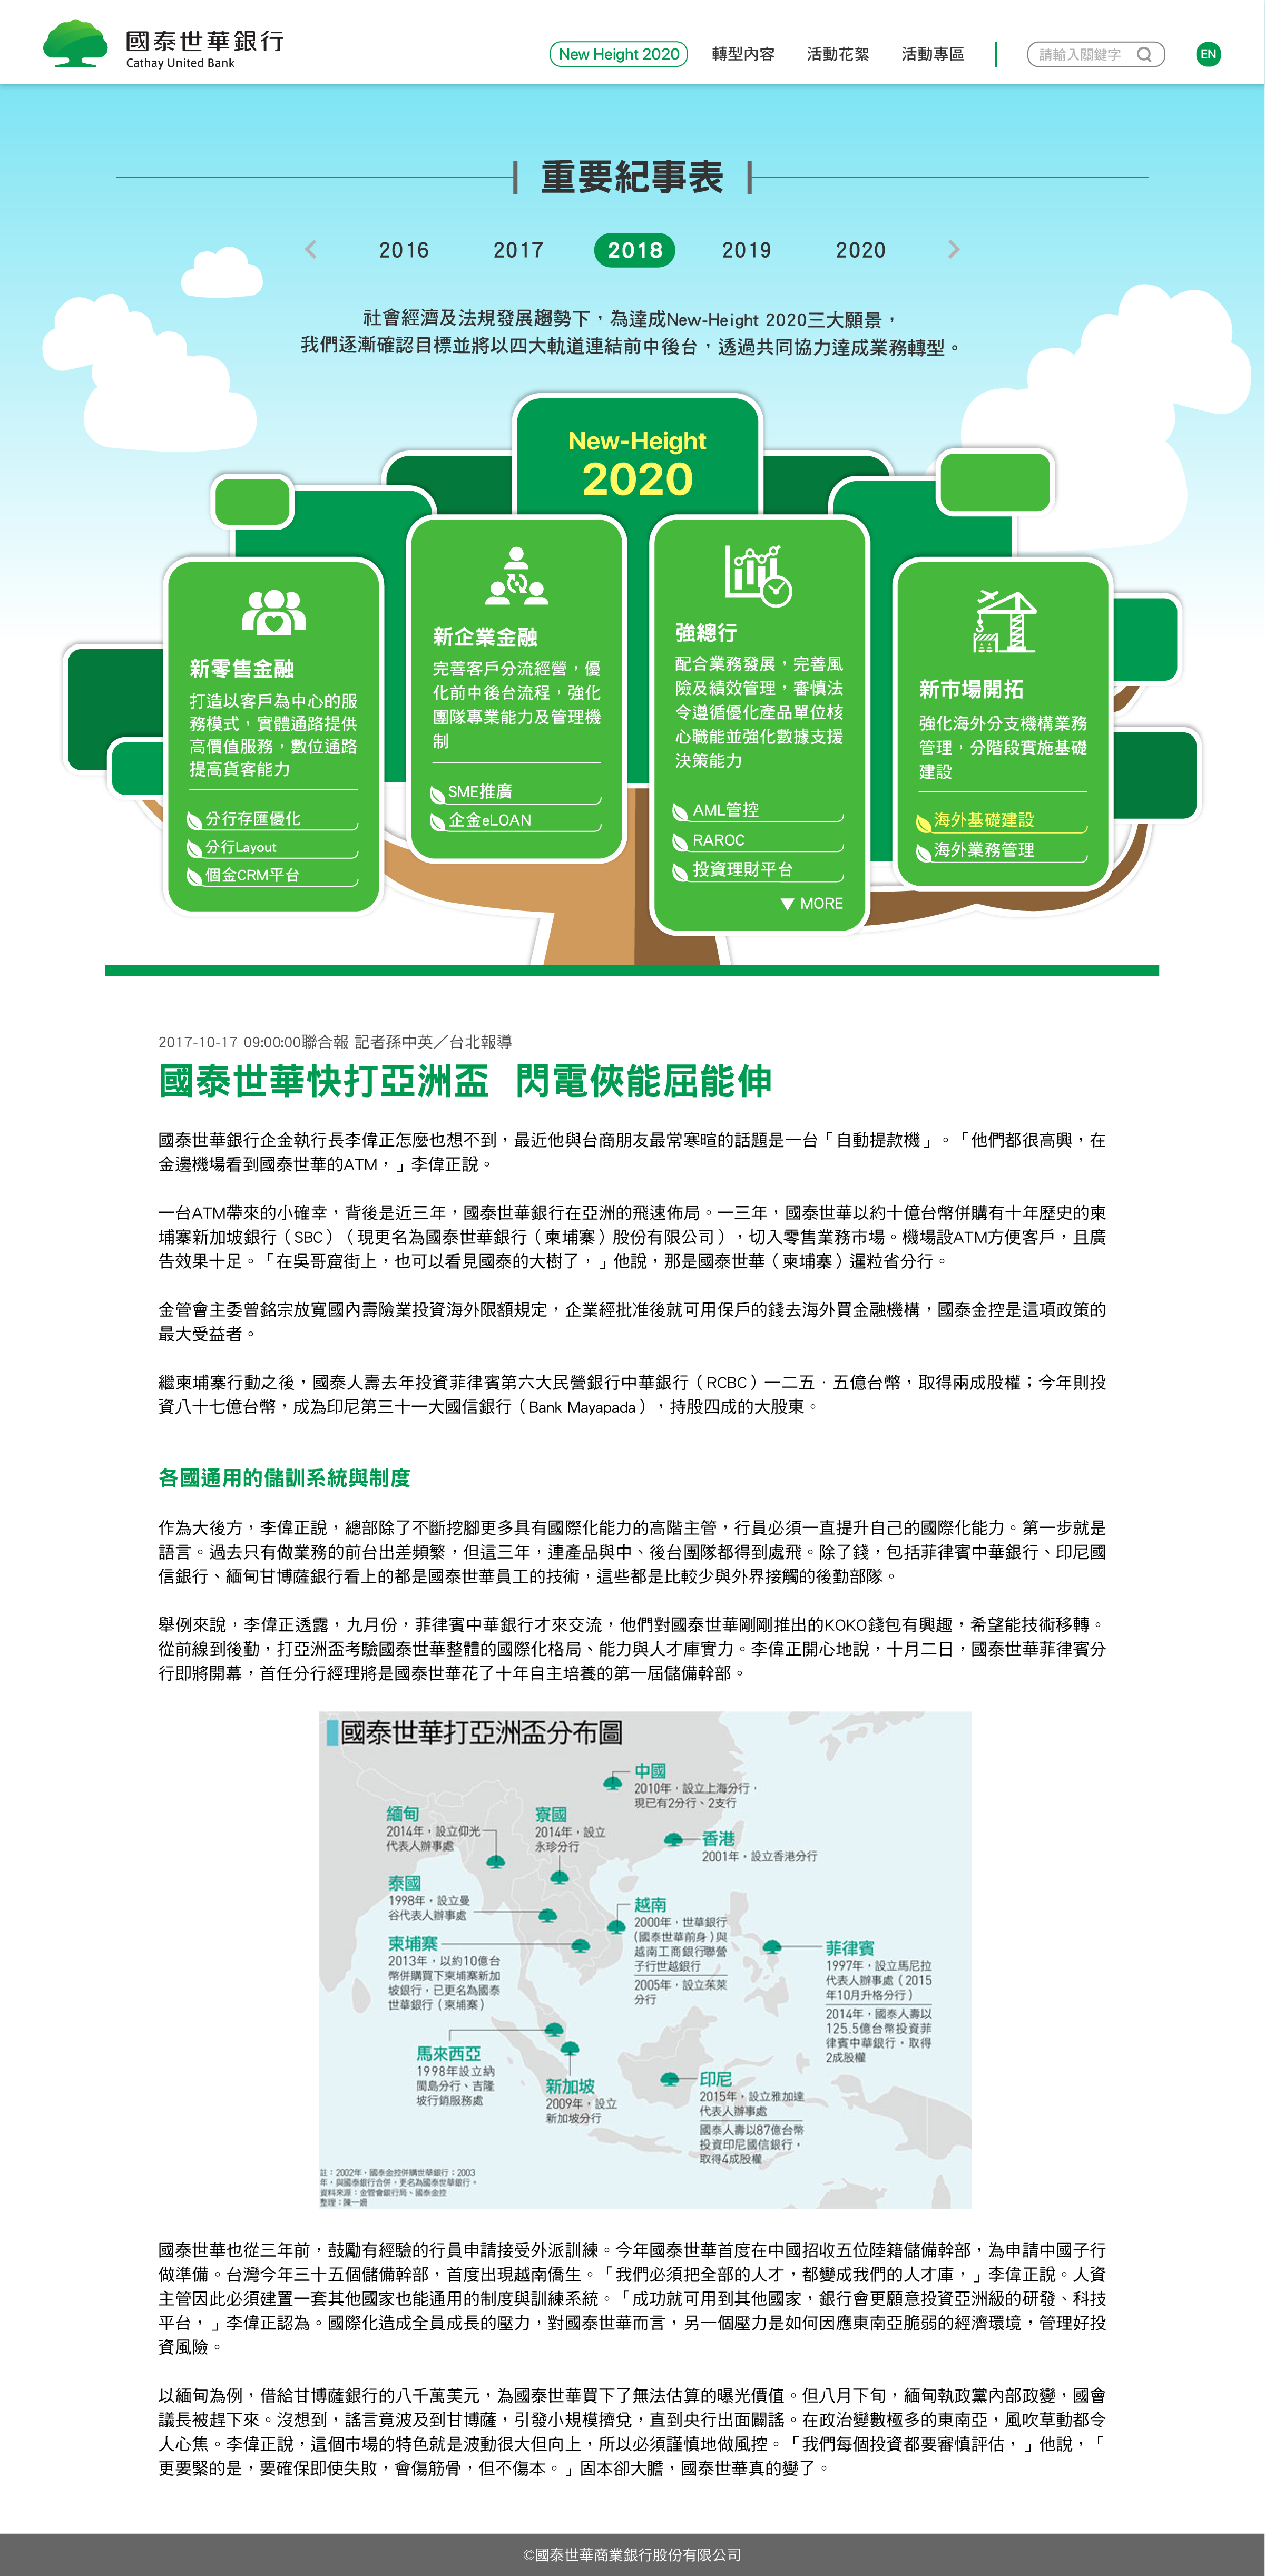 國泰世華銀行
Cathay United Bank
New Height 2020
轉型內容
活動花絮
活動專區
請輸入關鍵字
EN
重要紀事表
2016
2017
2018
2019
2020
社會經濟及法規發展趨勢下，為達成New-Height 2020三大願景，
我們逐漸確認目標並將以四大軌道連結前中後台，透過共同協力達成業務轉型。
New-Height
2020
新零售金融
打造以客戶為中心的服
務模式，實體通路提供
高價值服務，數位通路
提高貨客能力
分行存匯優化
分行Layout
個金CRM平台
新企業金融
完善客戶分流經營，優
化前中後台流程，強化
團隊專業能力及管理機
制
SME推廣
企金eLOAN
強總行
配合業務發展，完善風
險及績效管理，審慎法
令遵循優化產品單位核
心職能並強化數據支援
決策能力
AML管控
RAROC
投資理財平台
▼ MORE
新市場開拓
強化海外分支機構業務
管理，分階段實施基礎
建設
海外基礎建設
海外業務管理
2017-10-17 09:00:00聯合報 記者孫中英／台北報導
國泰世華快打亞洲盃 閃電俠能屈能伸
國泰世華銀行企金執行長李偉正怎麼也想不到，最近他與台商朋友最常寒暄的話題是一台「自動提款機」。「他們都很高興，在
金邊機場看到國泰世華的ATM，」李偉正說。
一台ATM帶來的小確幸，背後是近三年，國泰世華銀行在亞洲的飛速佈局。一三年，國泰世華以約十億台幣併購有十年歷史的柬
埔寨新加坡銀行（SBC）（現更名為國泰世華銀行（柬埔寨）股份有限公司），切入零售業務市場。機場設ATM方便客戶，且廣
告效果十足。「在吳哥窟街上，也可以看見國泰的大樹了，」他說，那是國泰世華（柬埔寨）暹粒省分行。
金管會主委曾銘宗放寬國內壽險業投資海外限額規定，企業經批准後就可用保戶的錢去海外買金融機構，國泰金控是這項政策的
最大受益者。
繼柬埔寨行動之後，國泰人壽去年投資菲律賓第六大民營銀行中華銀行（RCBC）一二五．五億台幣，取得兩成股權；今年則投
資八十七億台幣，成為印尼第三十一大國信銀行（Bank Mayapada），持股四成的大股東。
各國通用的儲訓系統與制度
作為大後方，李偉正說，總部除了不斷挖腳更多具有國際化能力的高階主管，行員必須一直提升自己的國際化能力。第一步就是
語言。過去只有做業務的前台出差頻繁，但這三年，連產品與中、後台團隊都得到處飛。除了錢，包括菲律賓中華銀行、印尼國
信銀行、緬甸甘博薩銀行看上的都是國泰世華員工的技術，這些都是比較少與外界接觸的後勤部隊。
舉例來說，李偉正透露，九月份，菲律賓中華銀行才來交流，他們對國泰世華剛剛推出的KOKO錢包有興趣，希望能技術移轉。
從前線到後勤，打亞洲盃考驗國泰世華整體的國際化格局、能力與人才庫實力。李偉正開心地說，十月二日，國泰世華菲律賓分
行即將開幕，首任分行經理將是國泰世華花了十年自主培養的第一屆儲備幹部。
國泰世華打亞洲盃分布圖
中國
2010年，設立上海分行，
現已有2分行、2支行
緬甸
2014年，設立仰光
代表人辦事處
寮國
2014年，設立
永珍分行
香港
2001年，設立香港分行
泰國
1998年，設立曼
谷代表人辦事處
越南
2000年，世華銀行
（國泰世華前身）與
越南工商銀行聯營
子行世越銀行
2005年，設立茱萊
分行
柬埔寨
2013年，以約10億台
幣併購買下柬埔寨新加
坡銀行，已更名為國泰
世華銀行（柬埔寨）
菲律賓
1997年，設立馬尼拉
代表人辦事處（2015
年10月升格分行）
2014年，國泰人壽以
125.5億台幣投資菲
律賓中華銀行，取得
2成股權
馬來西亞
1998年設立納
閩島分行、吉隆
坡行銷服務處
新加坡
2009年，設立
新加坡分行
印尼
2015年，設立雅加達
代表人辦事處
國泰人壽以87億台幣
投資印尼國信銀行，
取得4成股權
註：2002年，國泰金控併購世華銀行；2003
年，與國泰銀行合併，更名為國泰世華銀行。
資料來源：金管會銀行局、國泰金控
整理：陳一姍
國泰世華也從三年前，鼓勵有經驗的行員申請接受外派訓練。今年國泰世華首度在中國招收五位陸籍儲備幹部，為申請中國子行
做準備。台灣今年三十五個儲備幹部，首度出現越南僑生。「我們必須把全部的人才，都變成我們的人才庫，」李偉正說。人資
主管因此必須建置一套其他國家也能通用的制度與訓練系統。「成功就可用到其他國家，銀行會更願意投資亞洲級的研發、科技
平台，」李偉正認為。國際化造成全員成長的壓力，對國泰世華而言，另一個壓力是如何因應東南亞脆弱的經濟環境，管理好投
資風險。
以緬甸為例，借給甘博薩銀行的八千萬美元，為國泰世華買下了無法估算的曝光價值。但八月下旬，緬甸執政黨內部政變，國會
議長被趕下來。沒想到，謠言竟波及到甘博薩，引發小規模擠兌，直到央行出面闢謠。在政治變數極多的東南亞，風吹草動都令
人心焦。李偉正說，這個市場的特色就是波動很大但向上，所以必須謹慎地做風控。「我們每個投資都要審慎評估，」他說，「
更要緊的是，要確保即使失敗，會傷筋骨，但不傷本。」固本卻大膽，國泰世華真的變了。
©國泰世華商業銀行股份有限公司